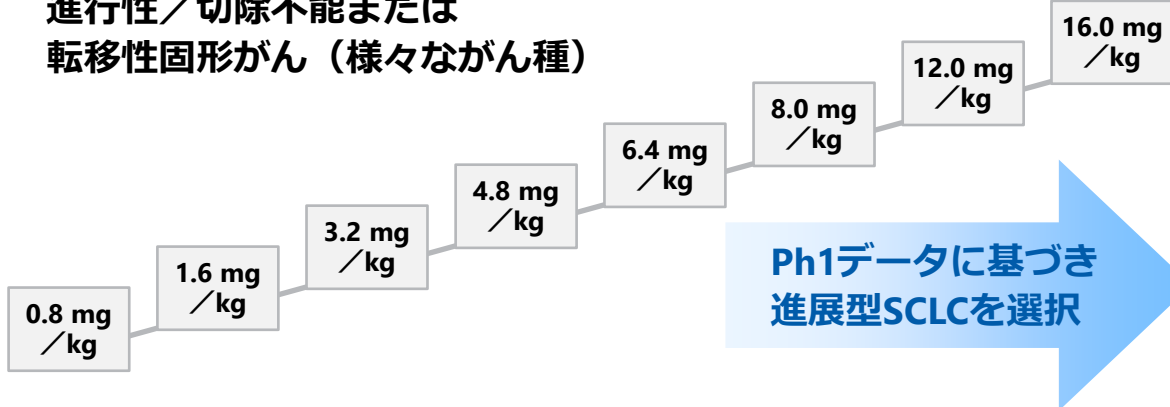 進行性／切除不能または
転移性固形がん（様々ながん種）
0.8 mg
／kg
1.6 mg
／kg
3.2 mg
／kg
4.8 mg
／kg
6.4 mg
／kg
8.0 mg
／kg
12.0 mg
／kg
16.0 mg
／kg
Ph1データに基づき
進展型SCLCを選択